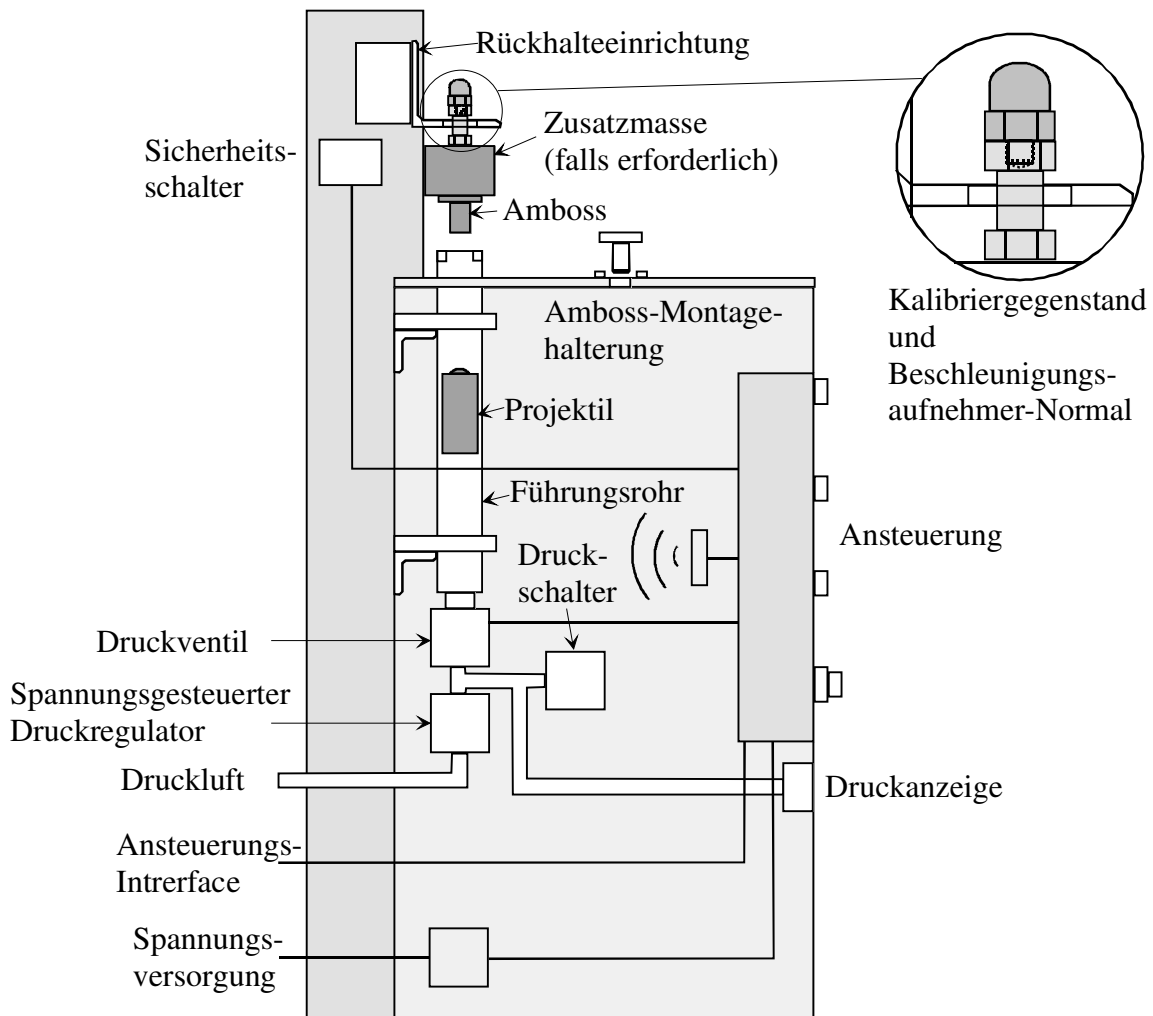 Rückhalteeinrichtung
Zusatzmasse
(falls erforderlich)
Sicherheits-
schalter
Amboss
Kalibriergegenstand
und
Beschleunigungs-
aufnehmer-Normal
Amboss-Montage-
halterung
Projektil
Führungsrohr
Ansteuerung
Druck-
schalter
Druckventil
Spannungsgesteuerter
Druckregulator
Druckluft
Druckanzeige
Ansteuerungs-
Intrerface
Spannungs-
versorgung